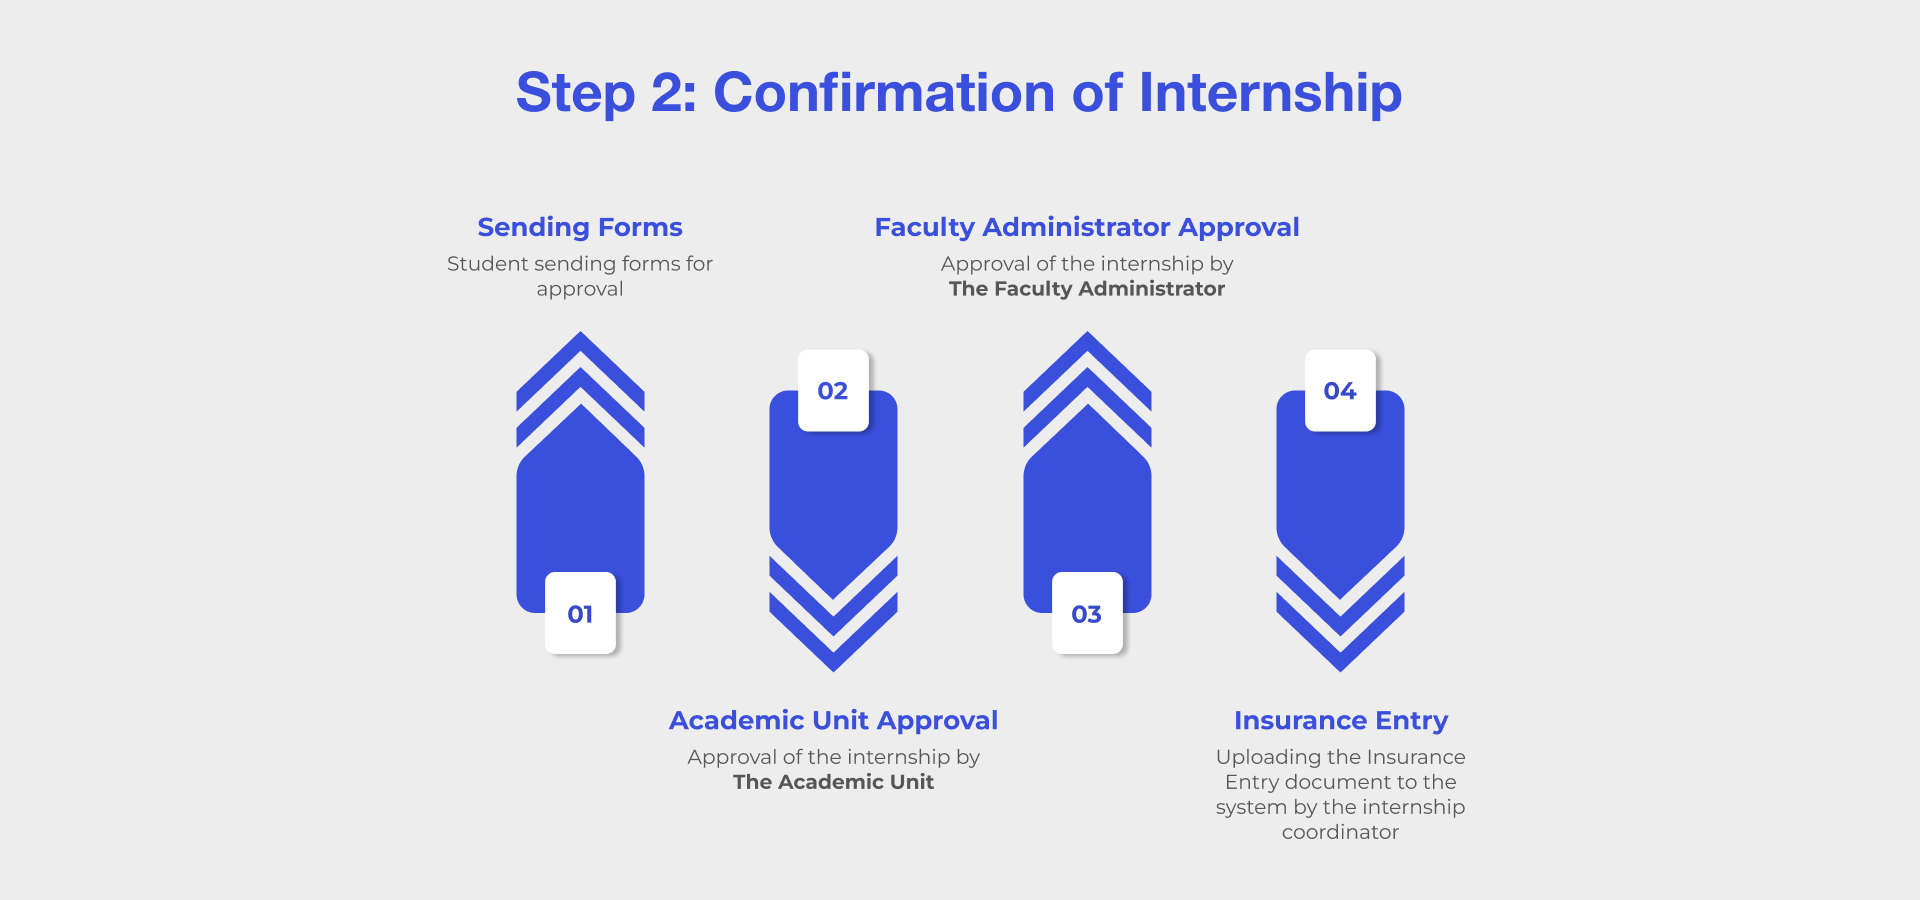 Step 2: Confirmation of Internship
Sending Forms
Student sending forms for
approval
01
02
Academic Unit Approval
Approval of the internship by
The Academic Unit
Faculty Administrator Approval
Approval of the internship by
The Faculty Administrator
03
04
Insurance Entry
Uploading the Insurance
Entry document to the
system by the internship
coordinator